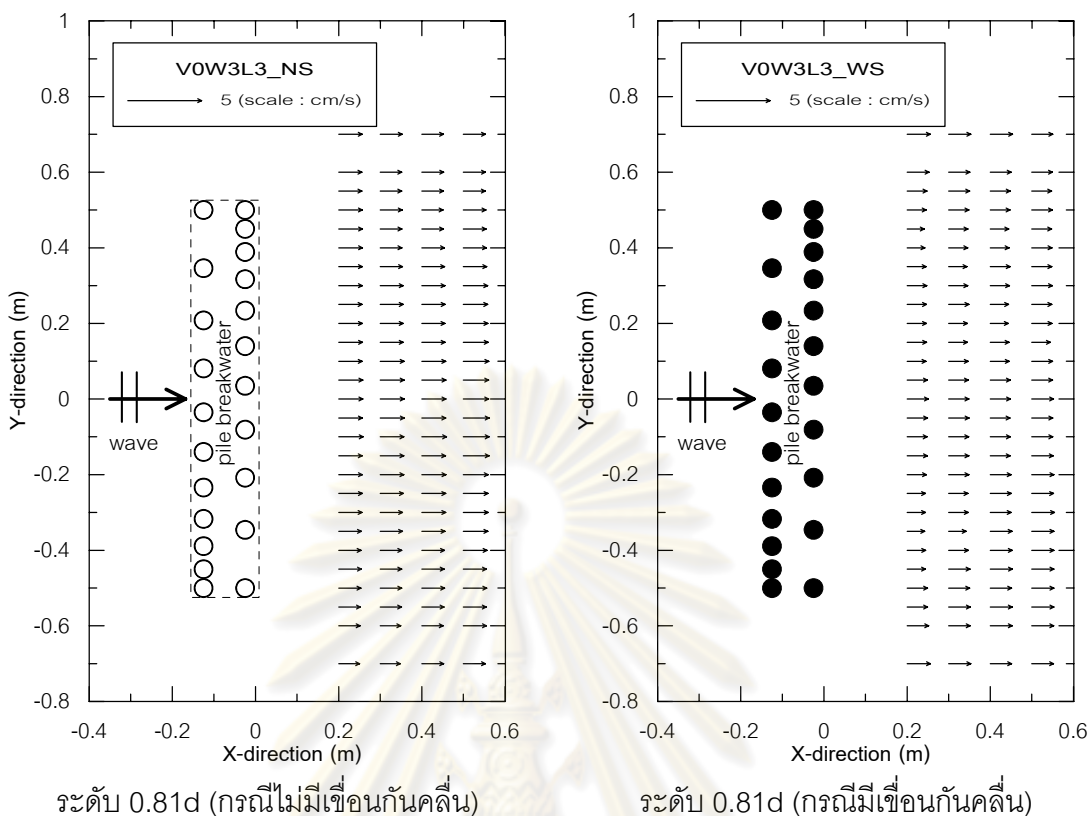 V0W3L3_NS
5 (scale : cm/s)
1
0.8
0.6
0.4
0.2
0
-0.2
-0.4
-0.6
-0.8
Y-direction (m)
wave
pile breakwater
-0.4
-0.2
0
0.2
0.4
0.6
X-direction (m)
ระดับ 0.81d (กรณีไม่มีเขื่อนกันคลื่น)
V0W3L3_WS
5 (scale : cm/s)
1
0.8
0.6
0.4
0.2
0
-0.2
-0.4
-0.6
-0.8
Y-direction (m)
wave
pile breakwater
-0.4
-0.2
0
0.2
0.4
0.6
X-direction (m)
ระดับ 0.81d (กรณีมีเขื่อนกันคลื่น)